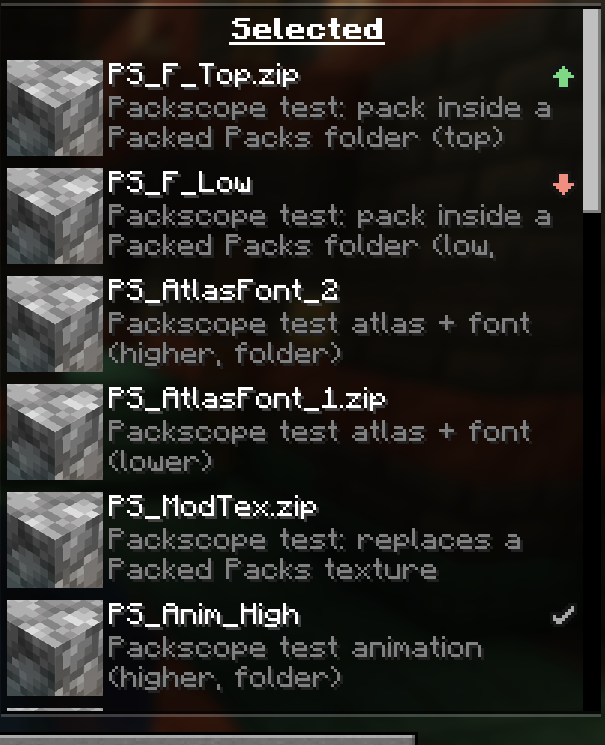 Selected
PS_F_Top.zip
Packscope test: pack inside a
Packed Packs folder (top)
PS_F_Low
Packscope test: pack inside a
Packed Packs folder (low,
PS_AtlasFont_2
Packscope test atlas + font
(higher, folder)
PS_AtlasFont_1.zip
Packscope test atlas + font
(lower)
PS_ModTex.zip
Packscope test: replaces a
Packed Packs texture
PS_Anim_High
Packscope test animation
(higher, folder)